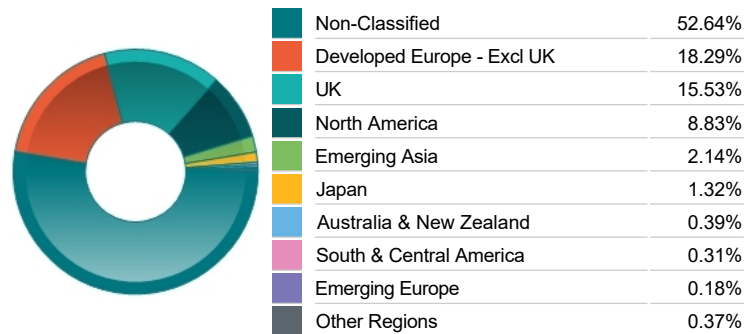 Non-Classified 52.64%
Developed Europe - Excl UK 18.29%
UK 15.53%
North America 8.83%
Emerging Asia 2.14%
Japan 1.32%
Australia & New Zealand 0.39%
South & Central America 0.31%
Emerging Europe 0.18%
Other Regions 0.37%